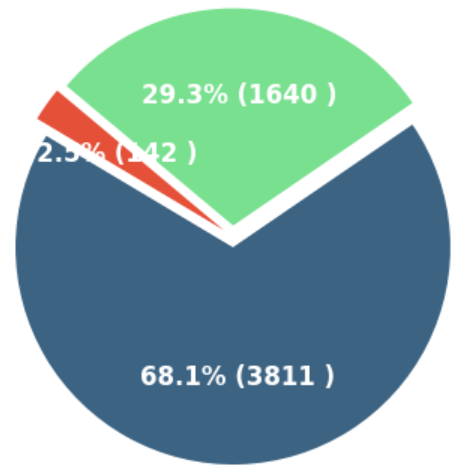 29.3% (1640 )
2.5% (142 )
68.1% (3811 )